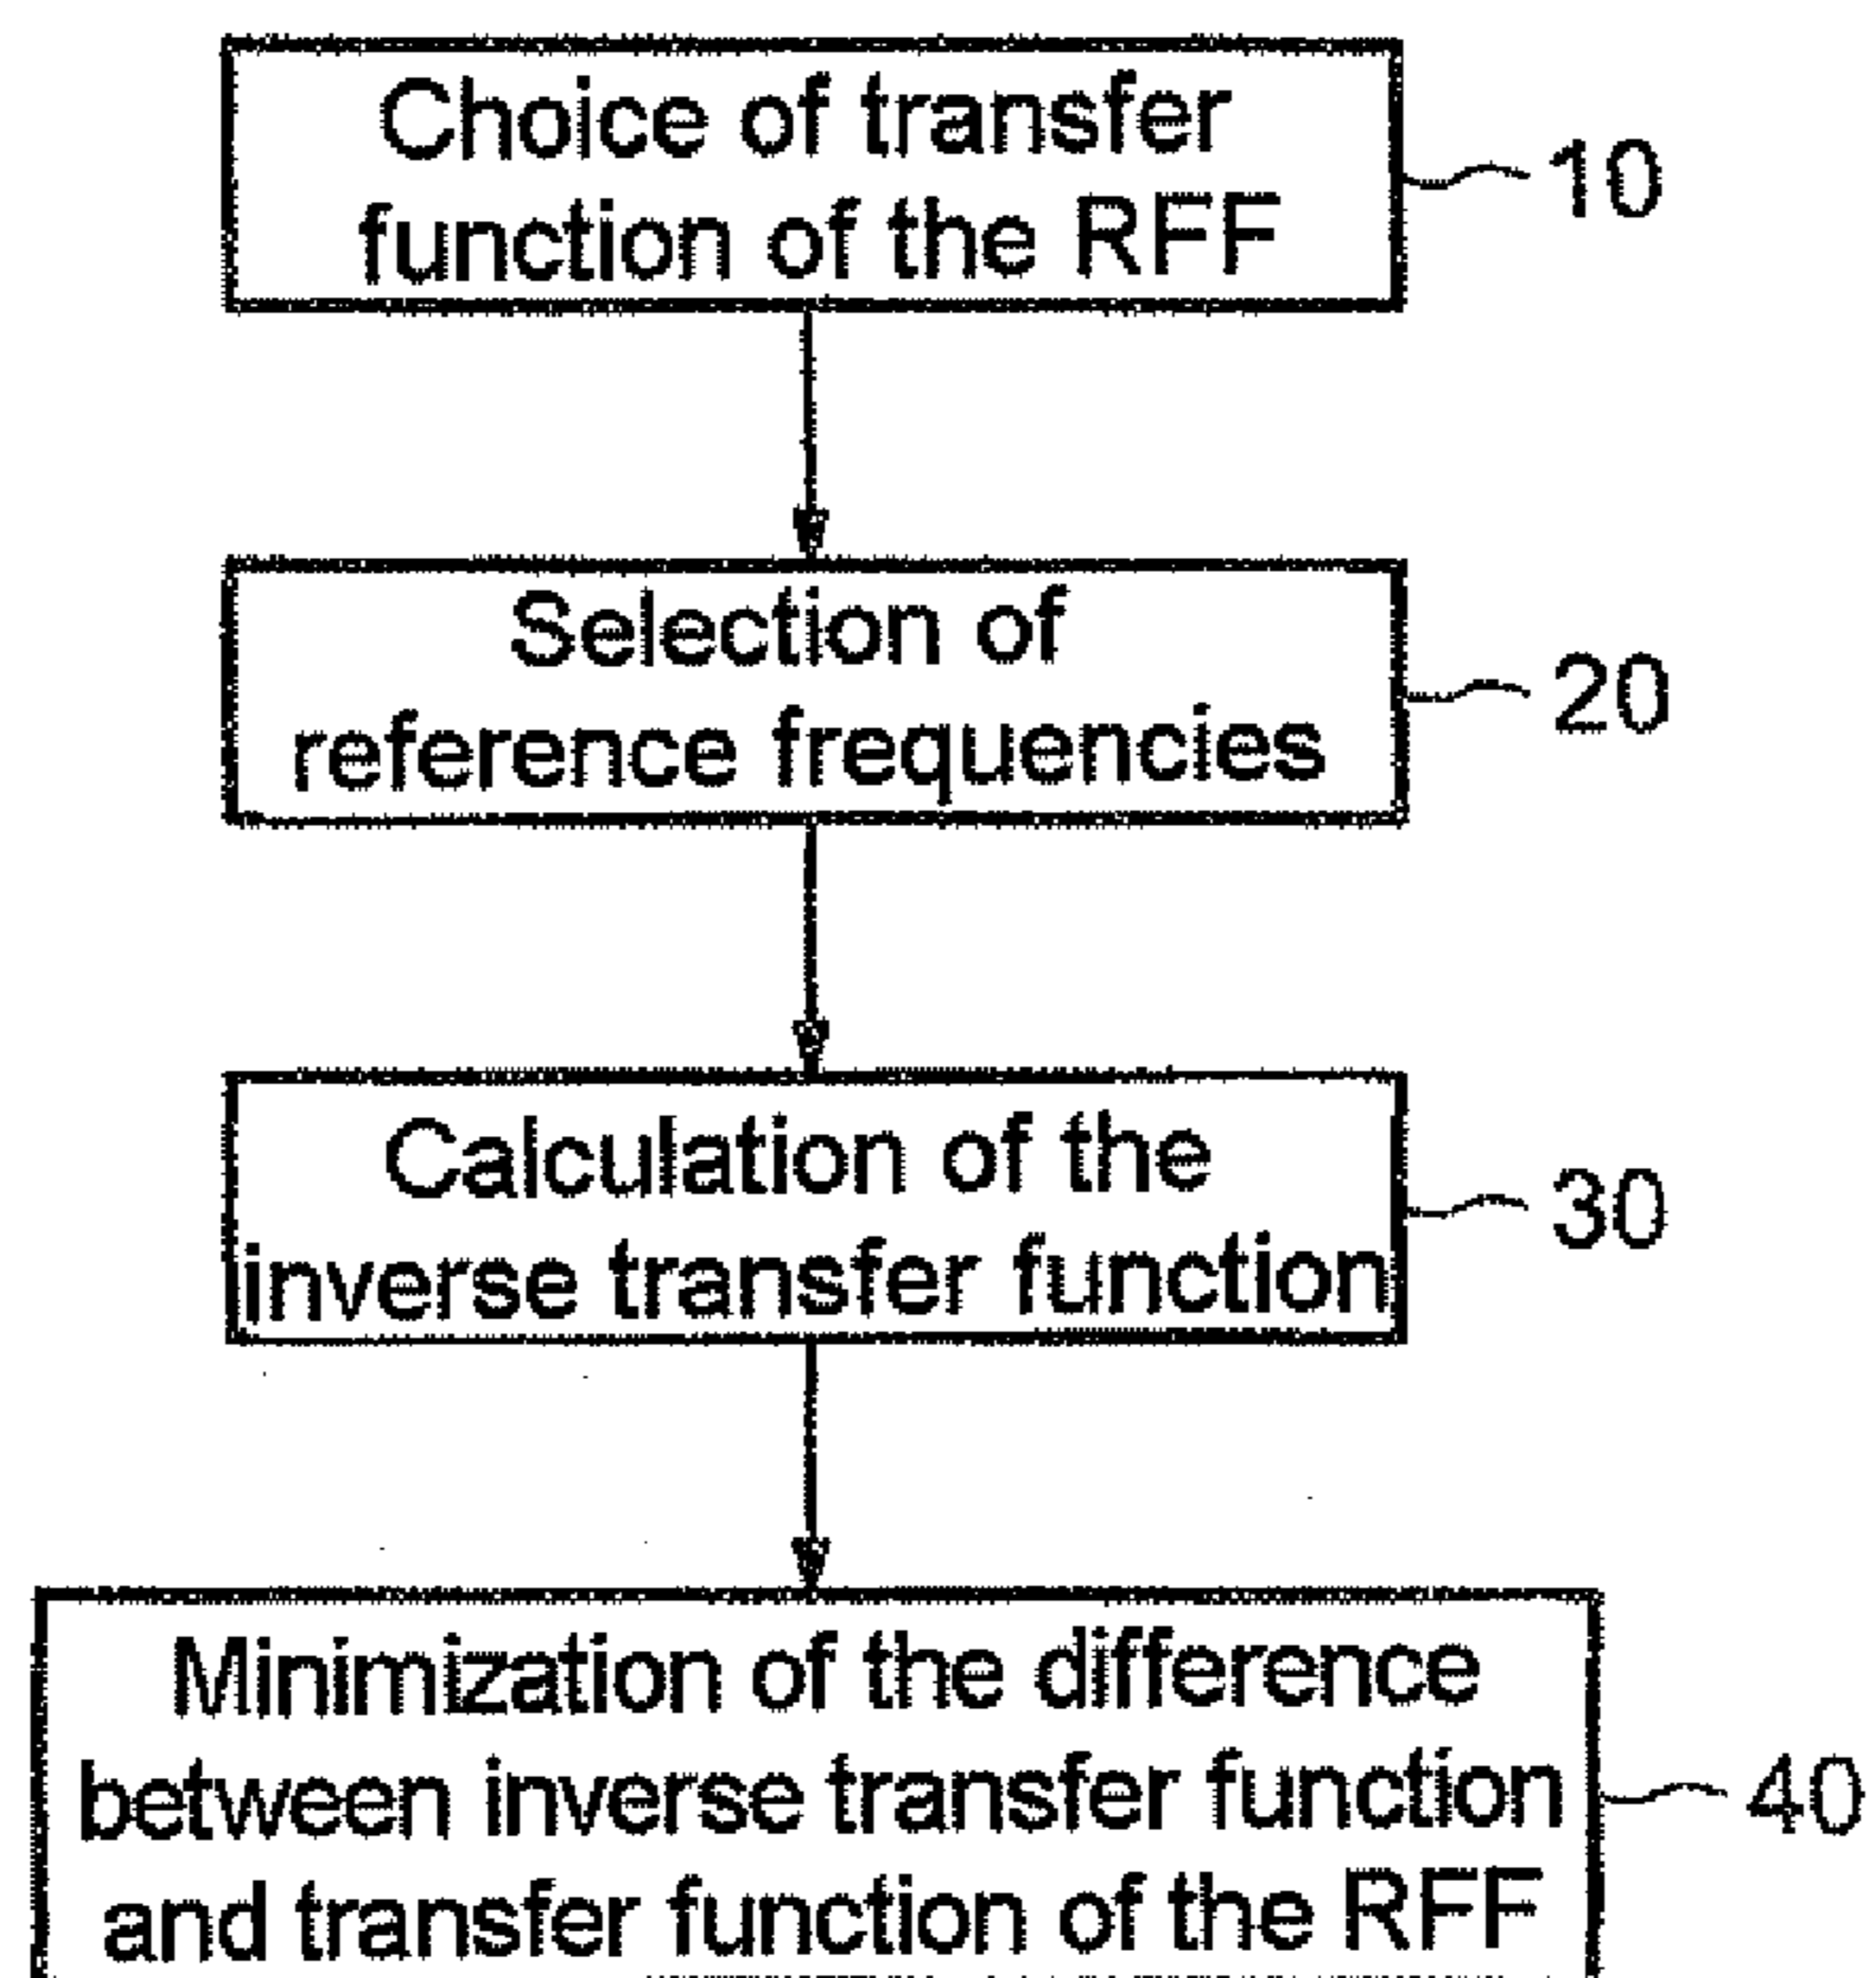 Choice of transfer
function of the RFF
10
Selection of
reference frequencies
20
Calculation of the
inverse transfer function
30
Minimization of the difference
between inverse transfer function
and transfer function of the RFF
40